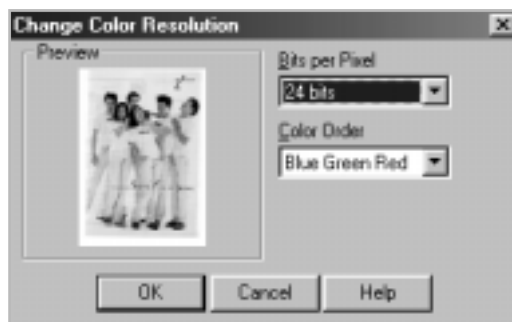 Change Color Resolution
Preview
Bits per Pixel
24 bits
Color Order
Blue Green Red
OK
Cancel
Help